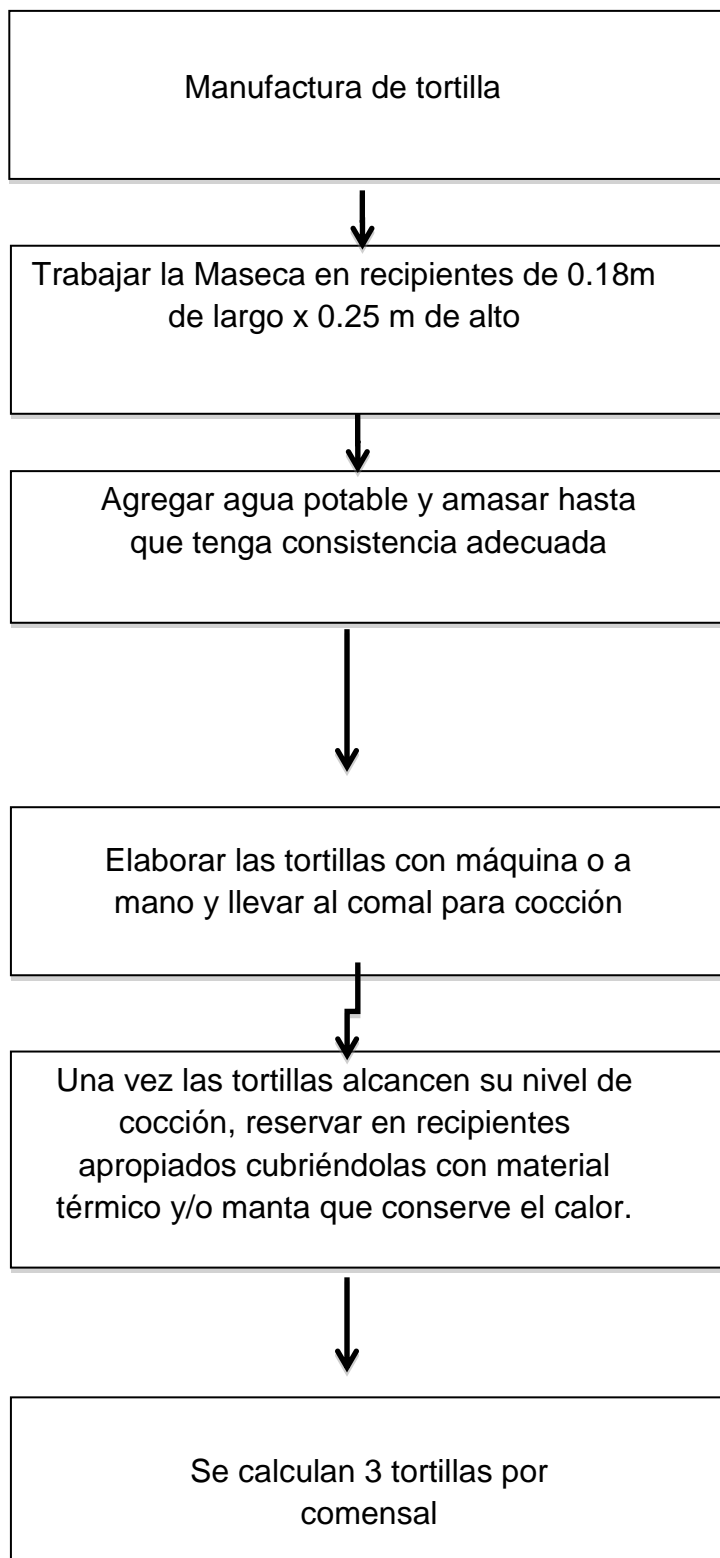 Manufactura de tortilla
Trabajar la Maseca en recipientes de 0.18m
de largo x 0.25 m de alto
Agregar agua potable y amasar hasta
que tenga consistencia adecuada
Elaborar las tortillas con máquina o a
mano y llevar al comal para cocción
Una vez las tortillas alcancen su nivel de
cocción, reservar en recipientes
apropiados cubriéndolas con material
térmico y/o manta que conserve el calor.
Se calculan 3 tortillas por
comensal